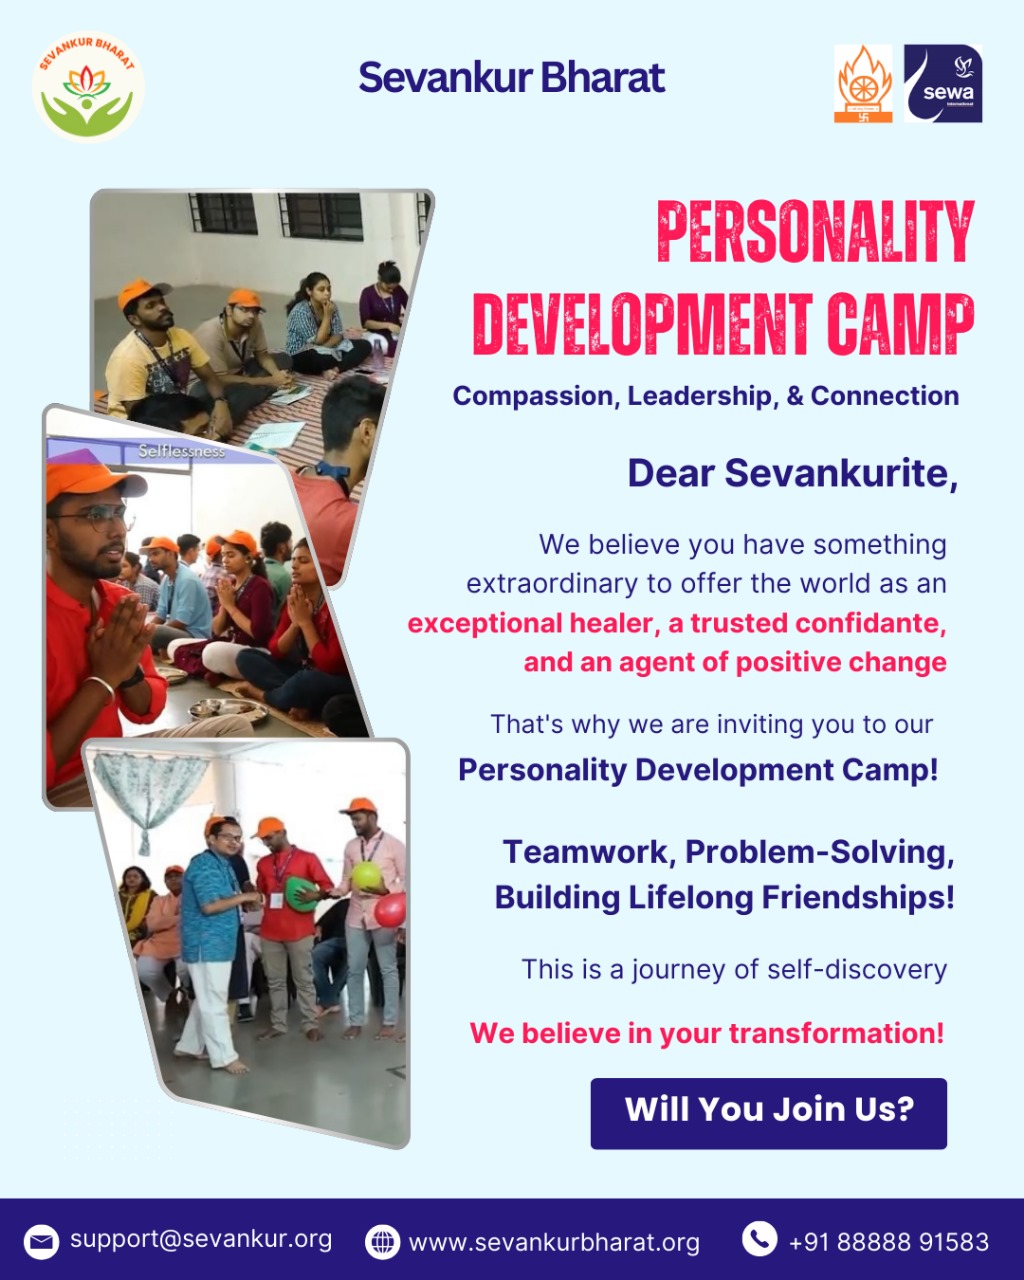 SEVANKUR BHARAT
Sevankur Bharat
sewa
International
PERSONALITY
DEVELOPMENT CAMP
Compassion, Leadership, & Connection
Dear Sevankurite,
We believe you have something
extraordinary to offer the world as an
exceptional healer, a trusted confidante,
and an agent of positive change
That's why we are inviting you to our
Personality Development Camp!
Teamwork, Problem-Solving,
Building Lifelong Friendships!
This is a journey of self-discovery
We believe in your transformation!
Will You Join Us?
Selflessness
support@sevankur.org
www.sevankurbharat.org
+91 88888 91583